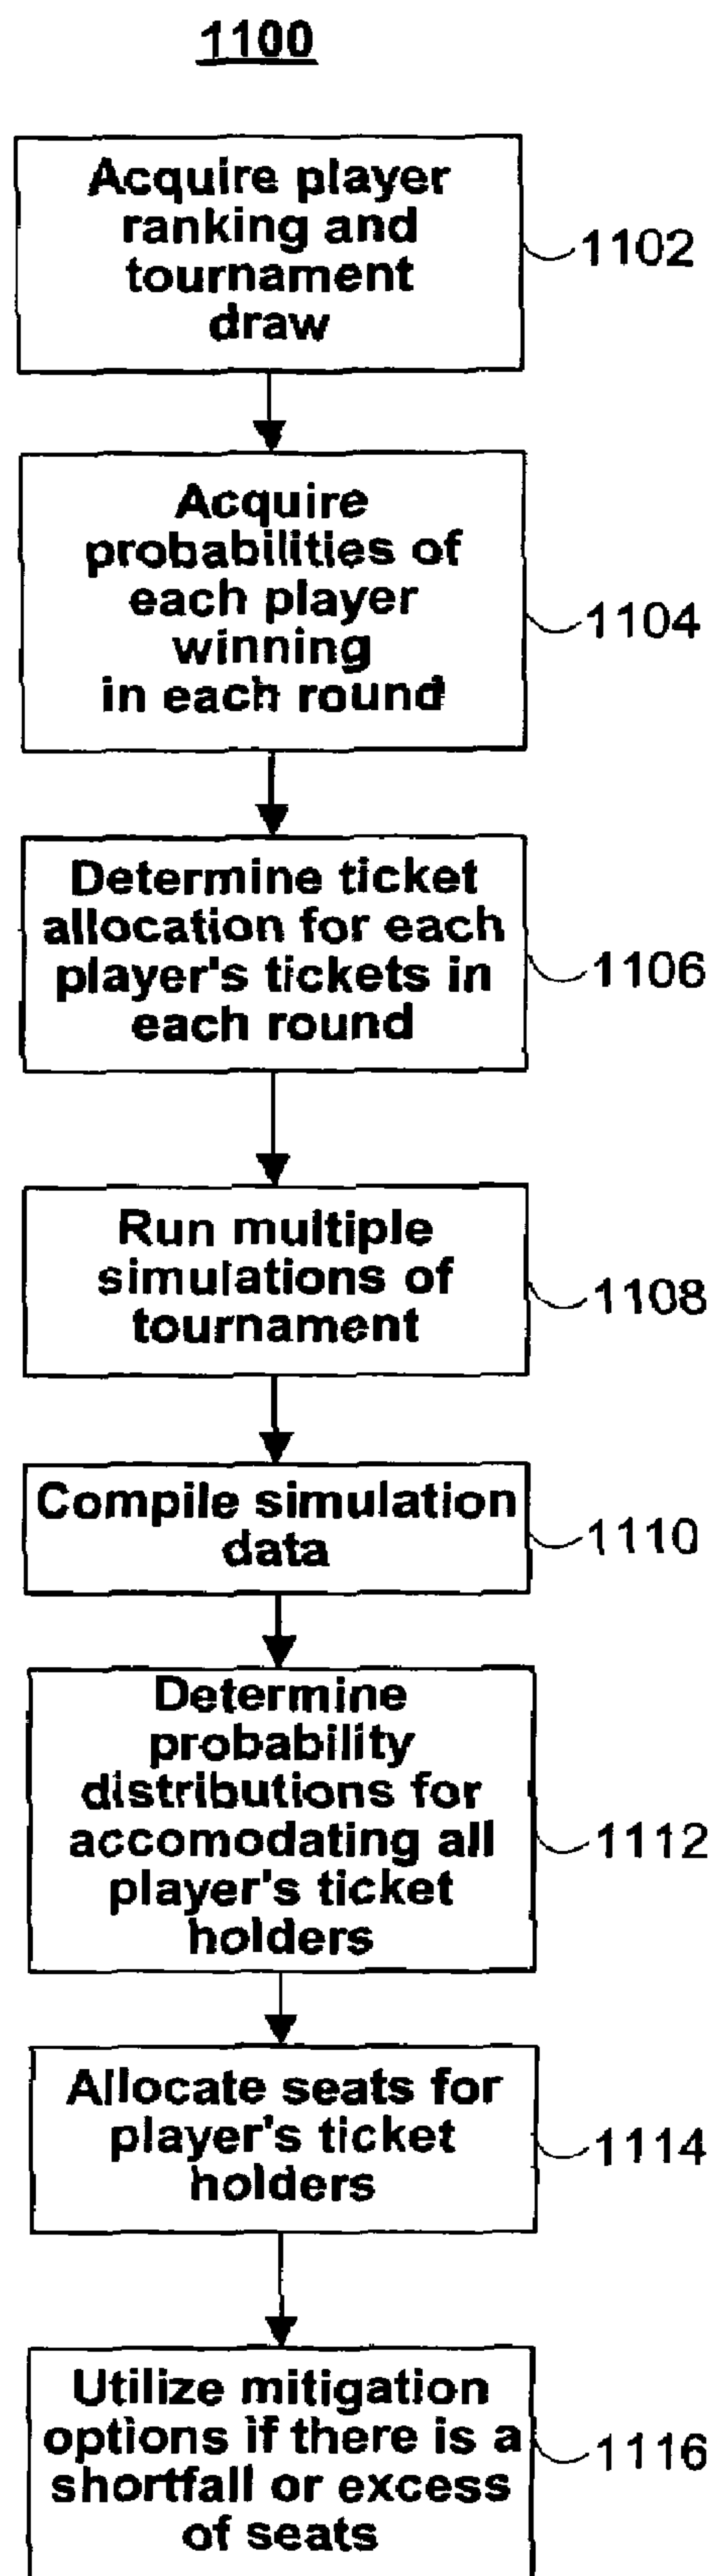 1100
Acquire player
ranking and
tournament
draw
1102
Acquire
probabilities of
each player
winning
in each round
1104
Determine ticket
allocation for each
player's tickets in
each round
1106
Run multiple
simulations of
tournament
1108
Compile simulation
data
1110
Determine
probability
distributions for
accomodating all
player's ticket
holders
1112
Allocate seats for
player's ticket
holders
1114
Utilize mitigation
options if there is a
shortfall or excess
of seats
1116